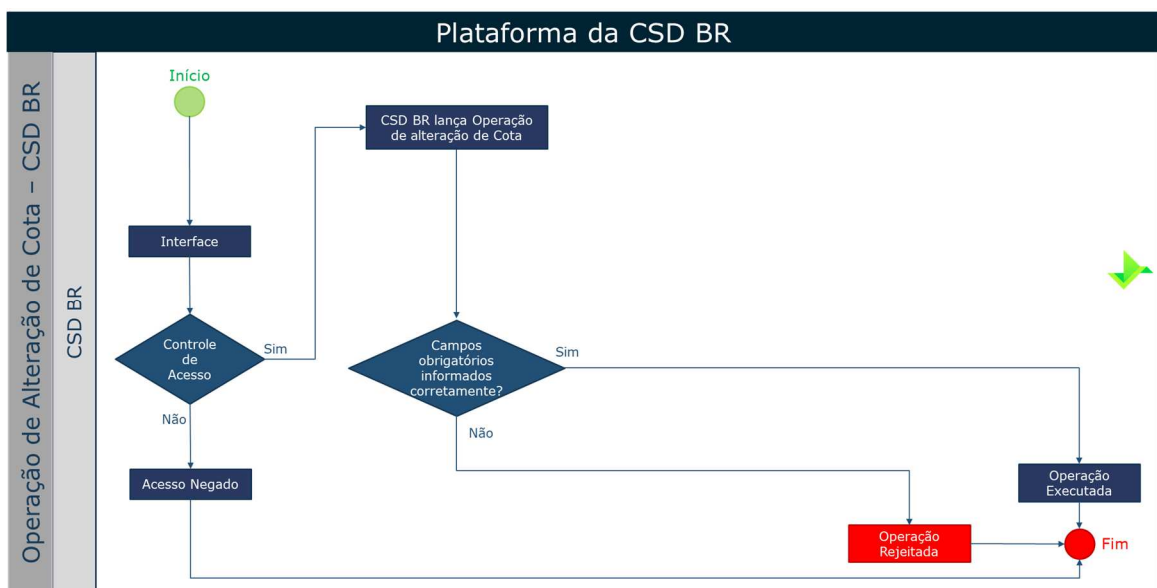 Plataforma da CSD BR
Operação de Alteração de Cota – CSD BR
CSD BR
Início
CSD BR lança Operação
de alteração de Cota
Interface
Controle
de
Acesso
Sim
Campos
obrigatórios
informados
corretamente?
Sim
Não
Não
Acesso Negado
Operação
Executada
Operação
Rejeitada
Fim